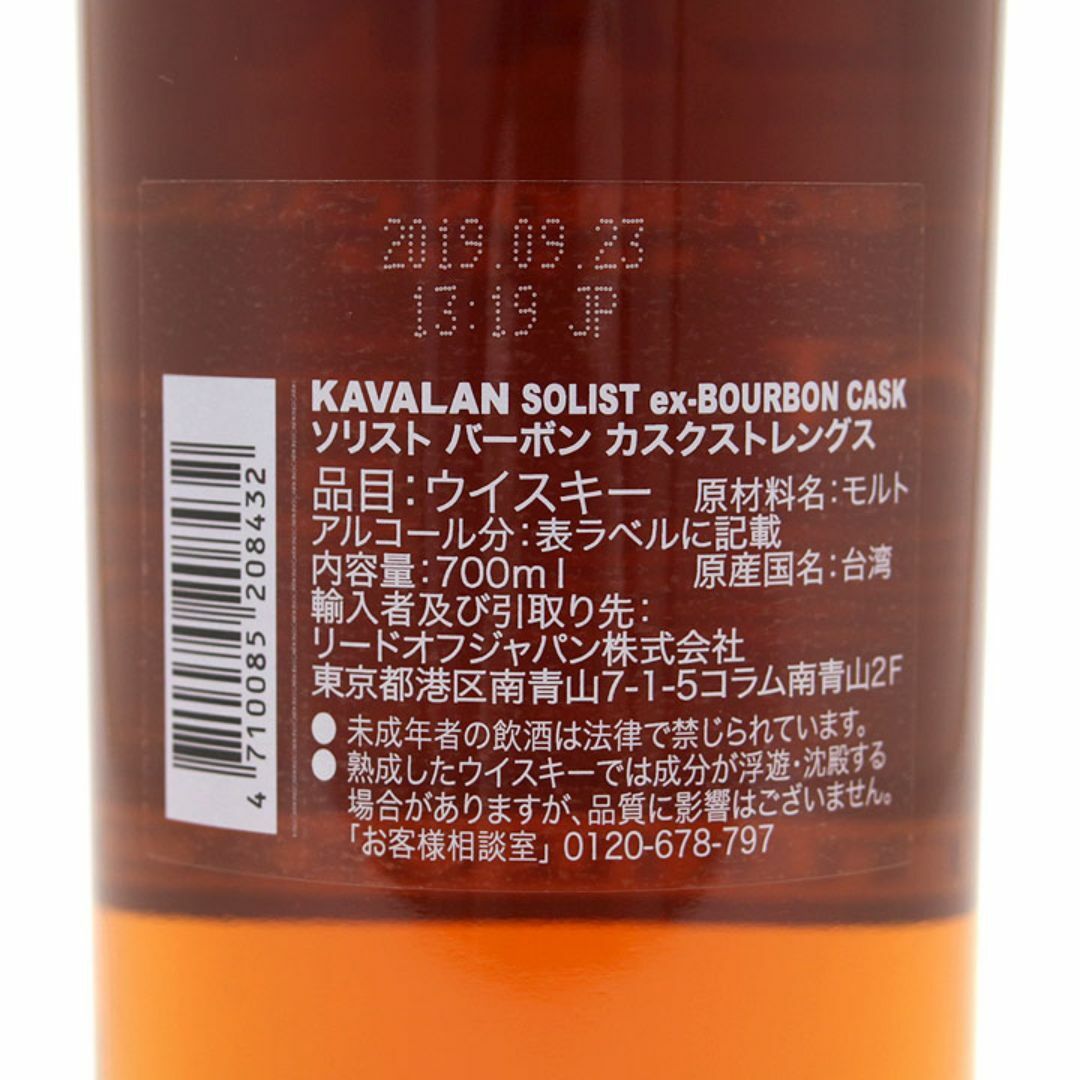 2019.09.23
13:19 JP
KAVALAN SOLIST ex-BOURBON CASK
ソリスト バーボン カスクストレングス
品目:ウイスキー 原材料名:モルト
アルコール分:表ラベルに記載
内容量:700ml 原産国名:台湾
輸入者及び引取り先:
リードオフジャパン株式会社
東京都港区南青山7-1-5コラム南青山2F
● 未成年者の飲酒は法律で禁じられています。
● 熟成したウイスキーでは成分が浮遊・沈殿する
場合がありますが、品質に影響はございません。
「お客様相談室」0120-678-797
4 710085 208432